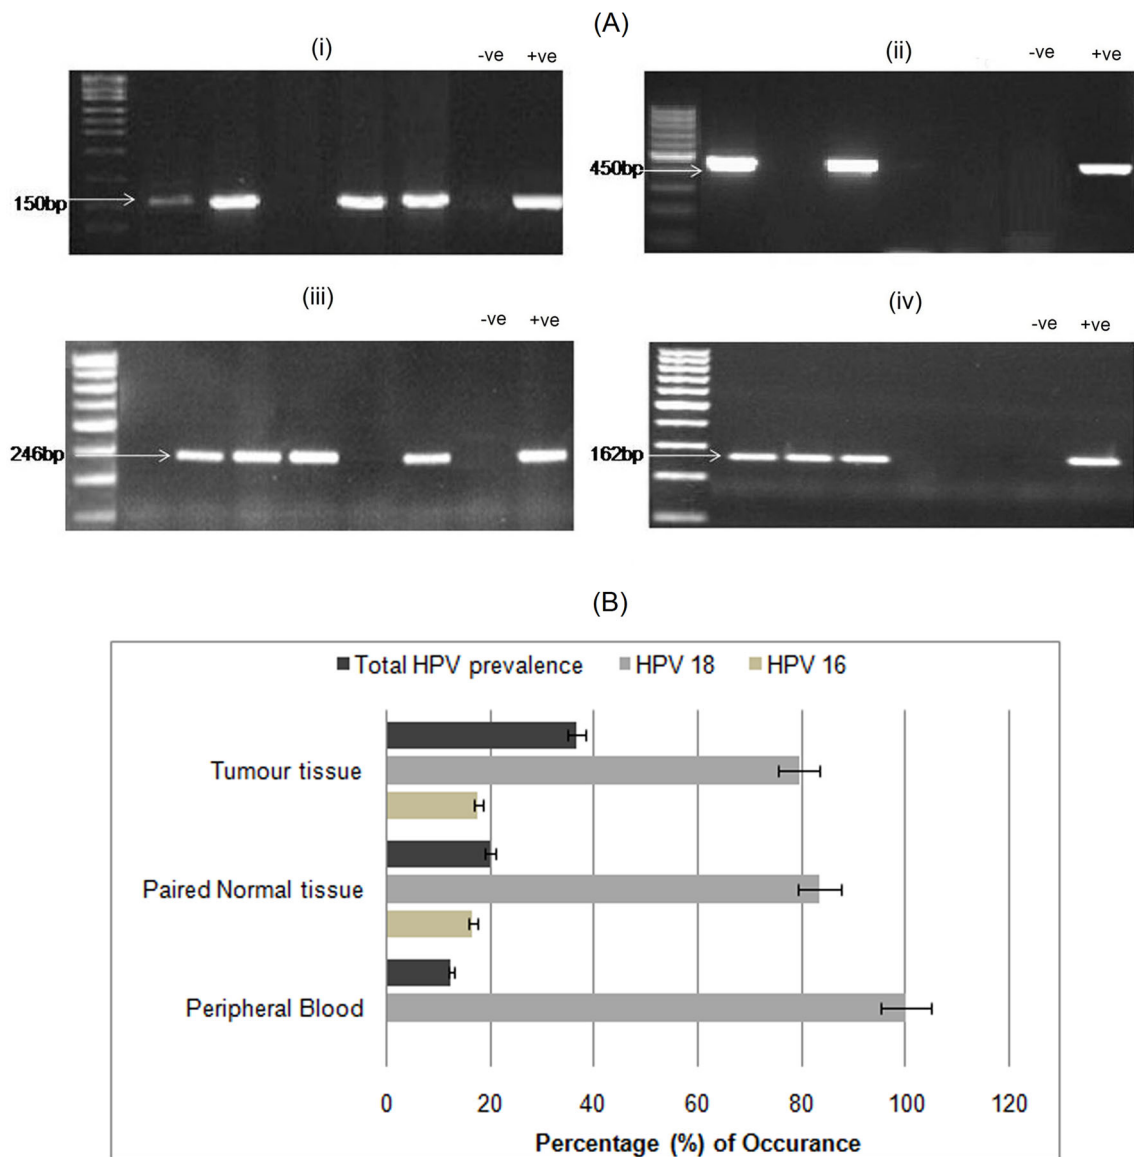 (A)
(i)
-ve +ve
150bp
(ii)
-ve +ve
450bp
(iii)
-ve +ve
246bp
(iv)
-ve +ve
162bp
(B)
Total HPV prevalence HPV 18 HPV 16
Tumour tissue
Paired Normal tissue
Peripheral Blood
0 20 40 60 80 100 120
Percentage (%) of Occurance